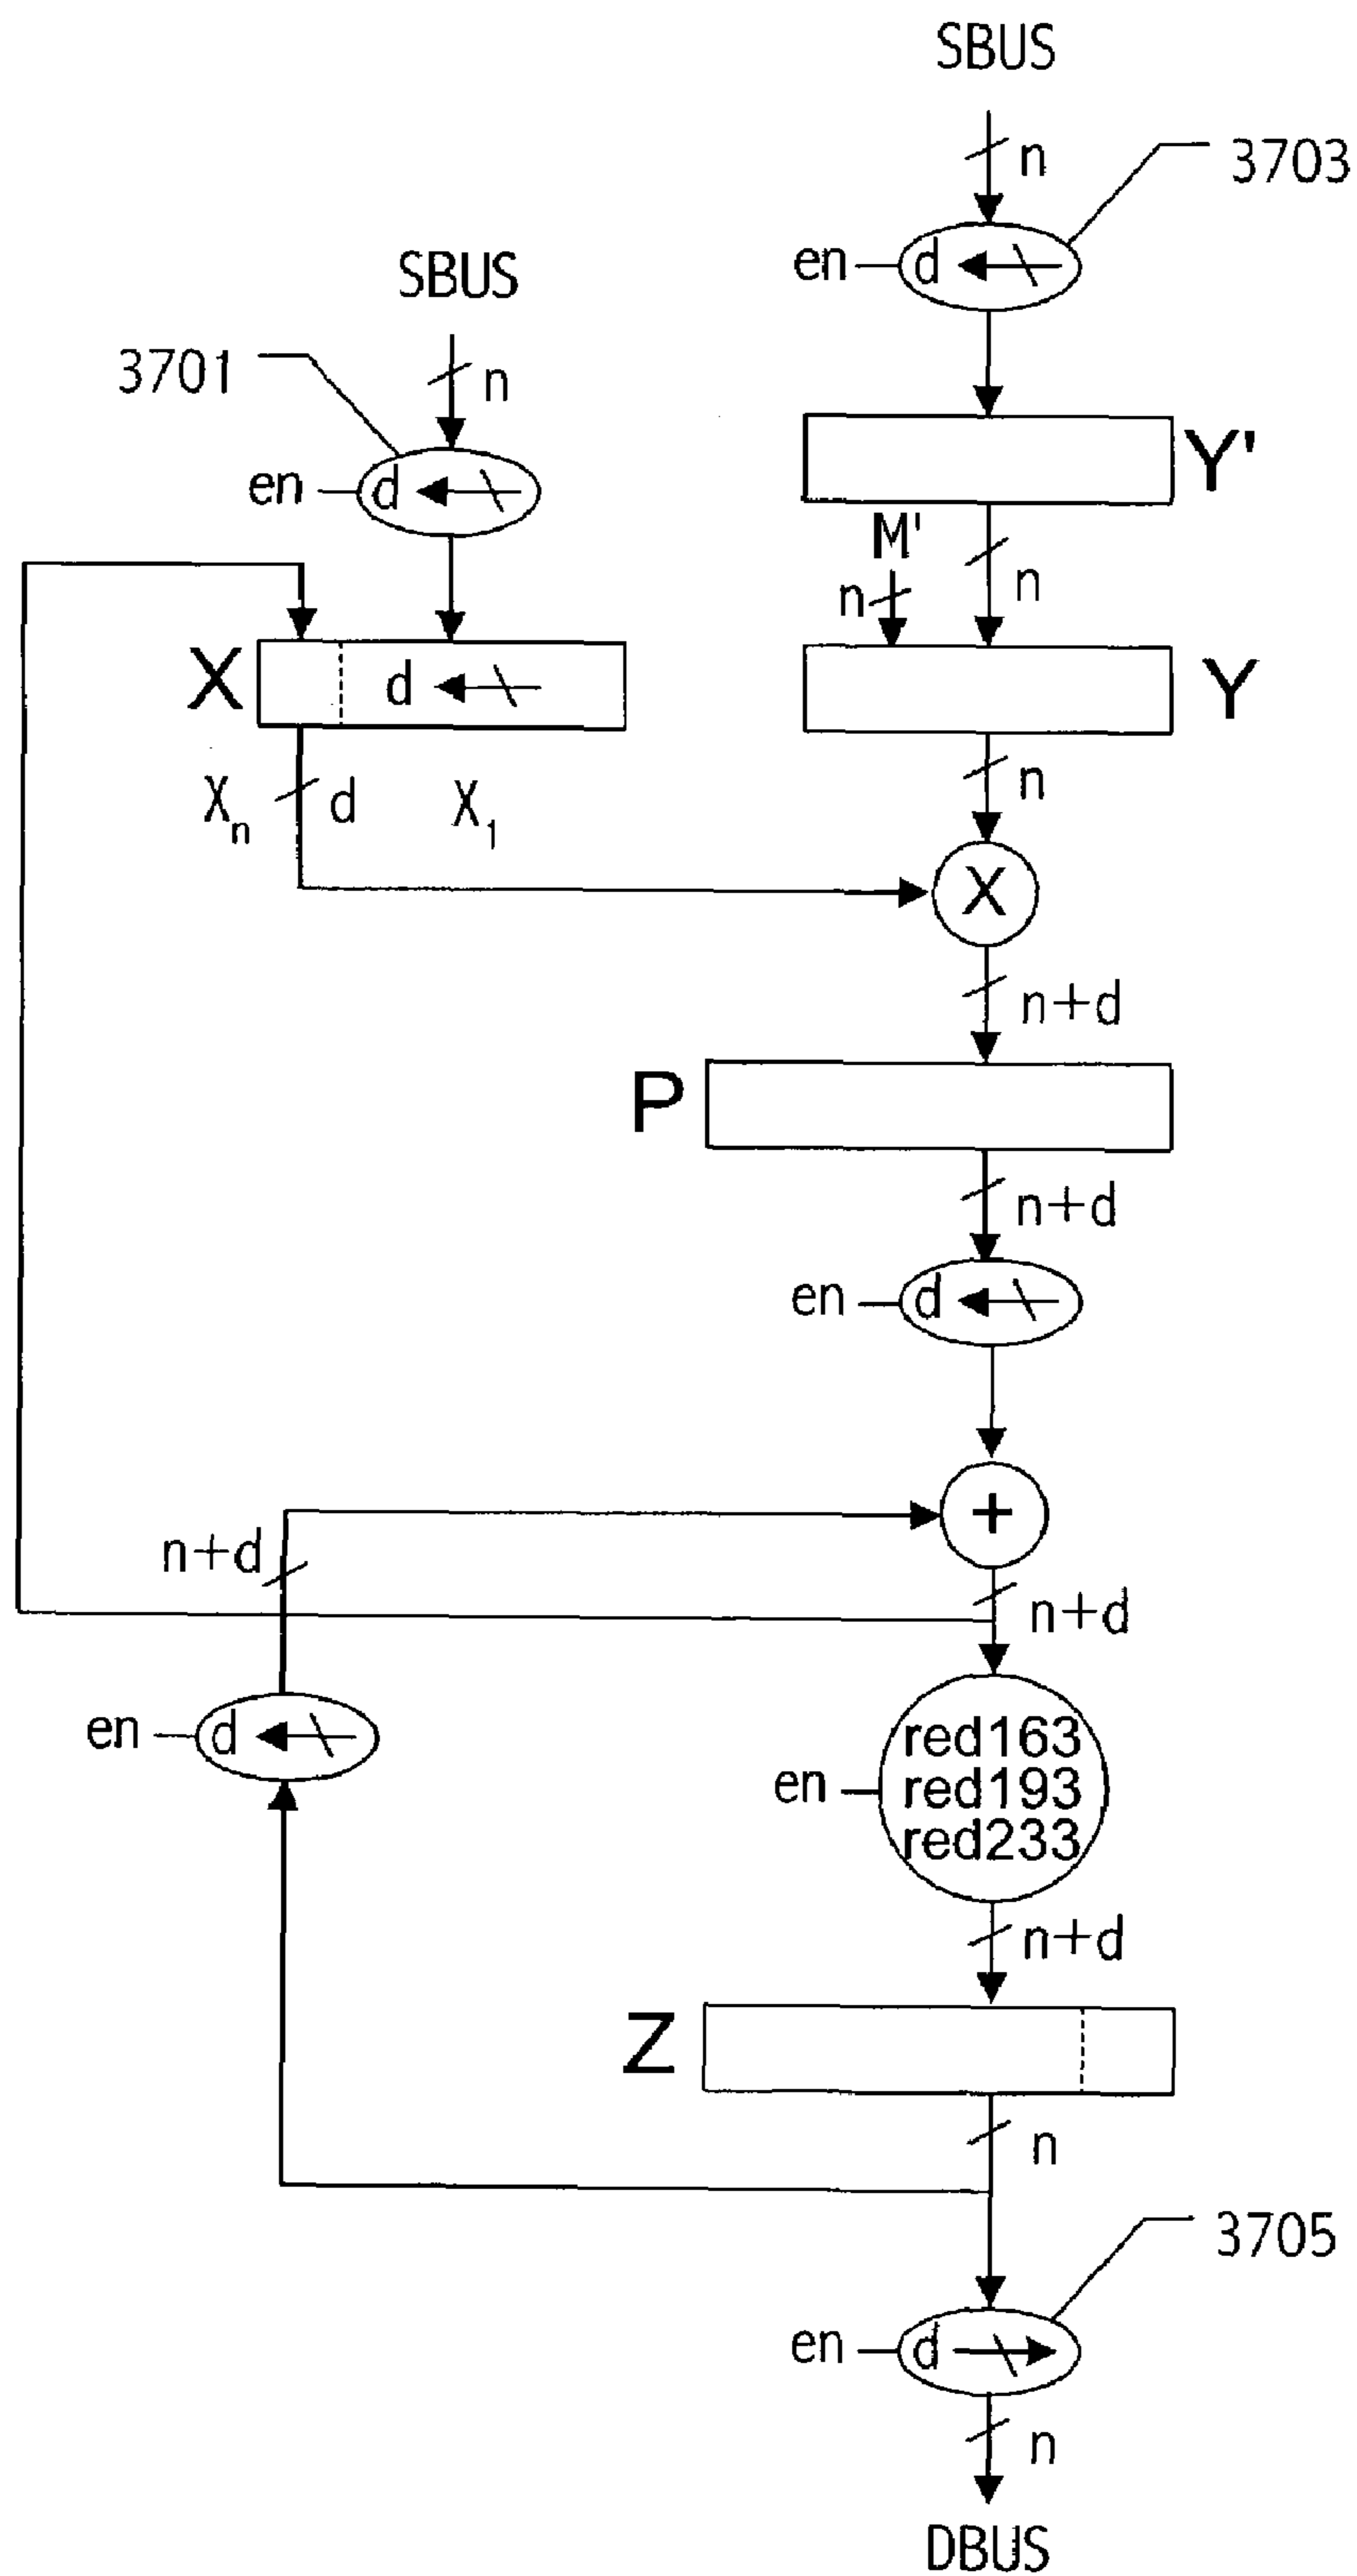 SBUS
n
3703
en
d
SBUS
3701
n
en
d
Y'
M'
n
n
X
d
Y
Xn
d
X1
n
X
n+d
P
n+d
en
d
+
n+d
n+d
en
d
en
red163
red193
red233
n+d
Z
n
3705
en
d
n
DBUS